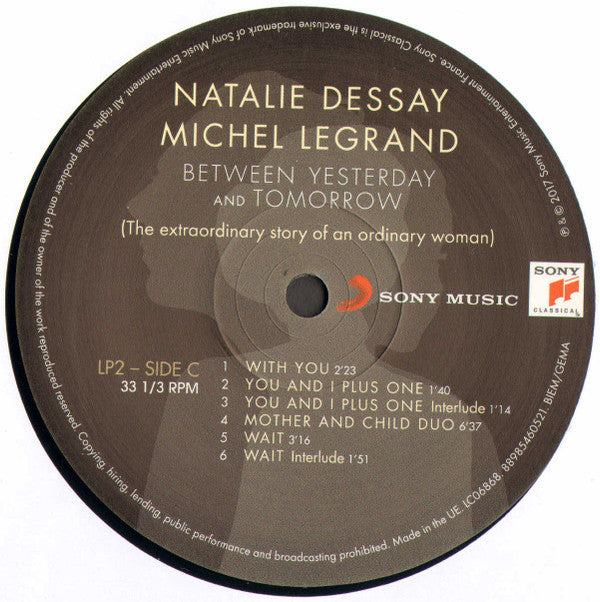 NATALIE DESSAY
MICHEL LEGRAND
BETWEEN YESTERDAY
AND TOMORROW
(The extraordinary story of an ordinary woman)
SONY MUSIC
SONY
CLASSICAL
LP2 – SIDE C
33 1/3 RPM
1 WITH YOU 2'23
2 YOU AND I PLUS ONE 1'40
3 YOU AND I PLUS ONE Interlude 1'14
4 MOTHER AND CHILD DUO 6'37
5 WAIT 3'16
6 WAIT Interlude 1'51
℗ & © 2017 Sony Music Entertainment France. Sony Classical is the exclusive trademark of Sony Music Entertainment. All rights of the producer and of the owner of the work reproduced reserved. Copying, hiring, lending, public performance and broadcasting prohibited. Made in the UE. LC06868. 88985460521. BIEM/GEMA